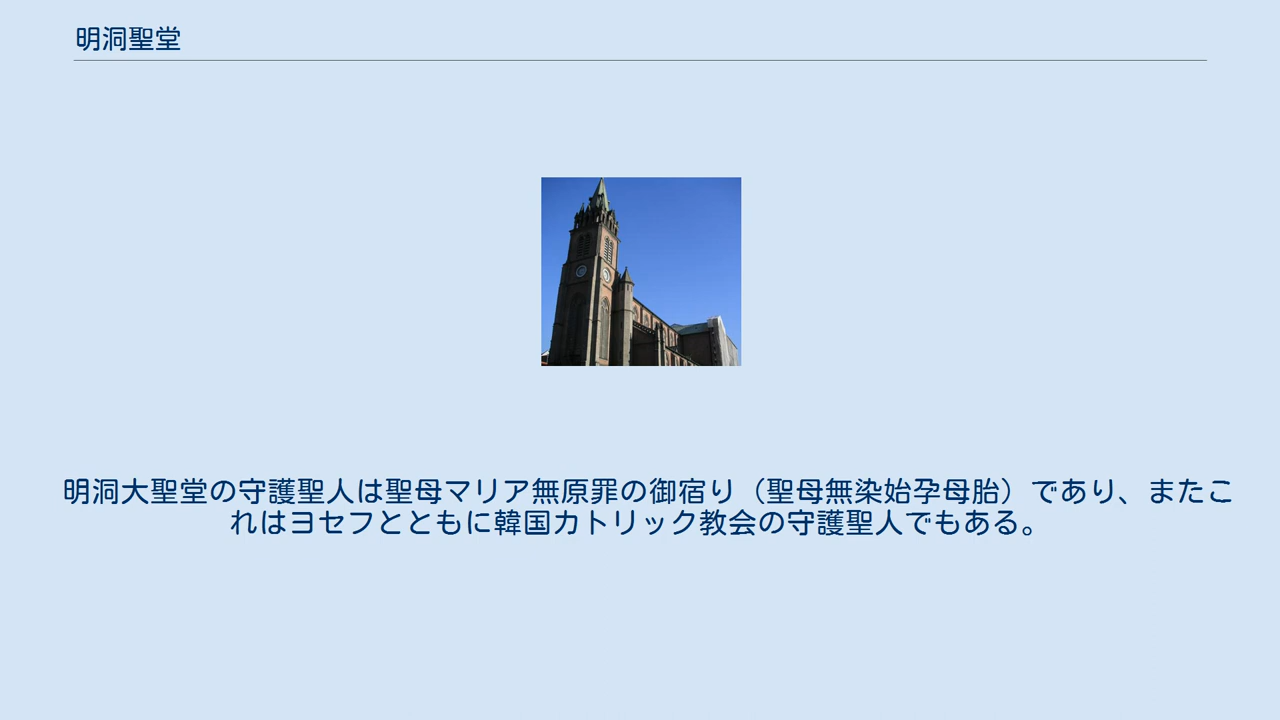 明洞聖堂
明洞大聖堂の守護聖人は聖母マリア無原罪の御宿り（聖母無染始孕母胎）であり、またこ
れはヨセフとともに韓国カトリック教会の守護聖人でもある。